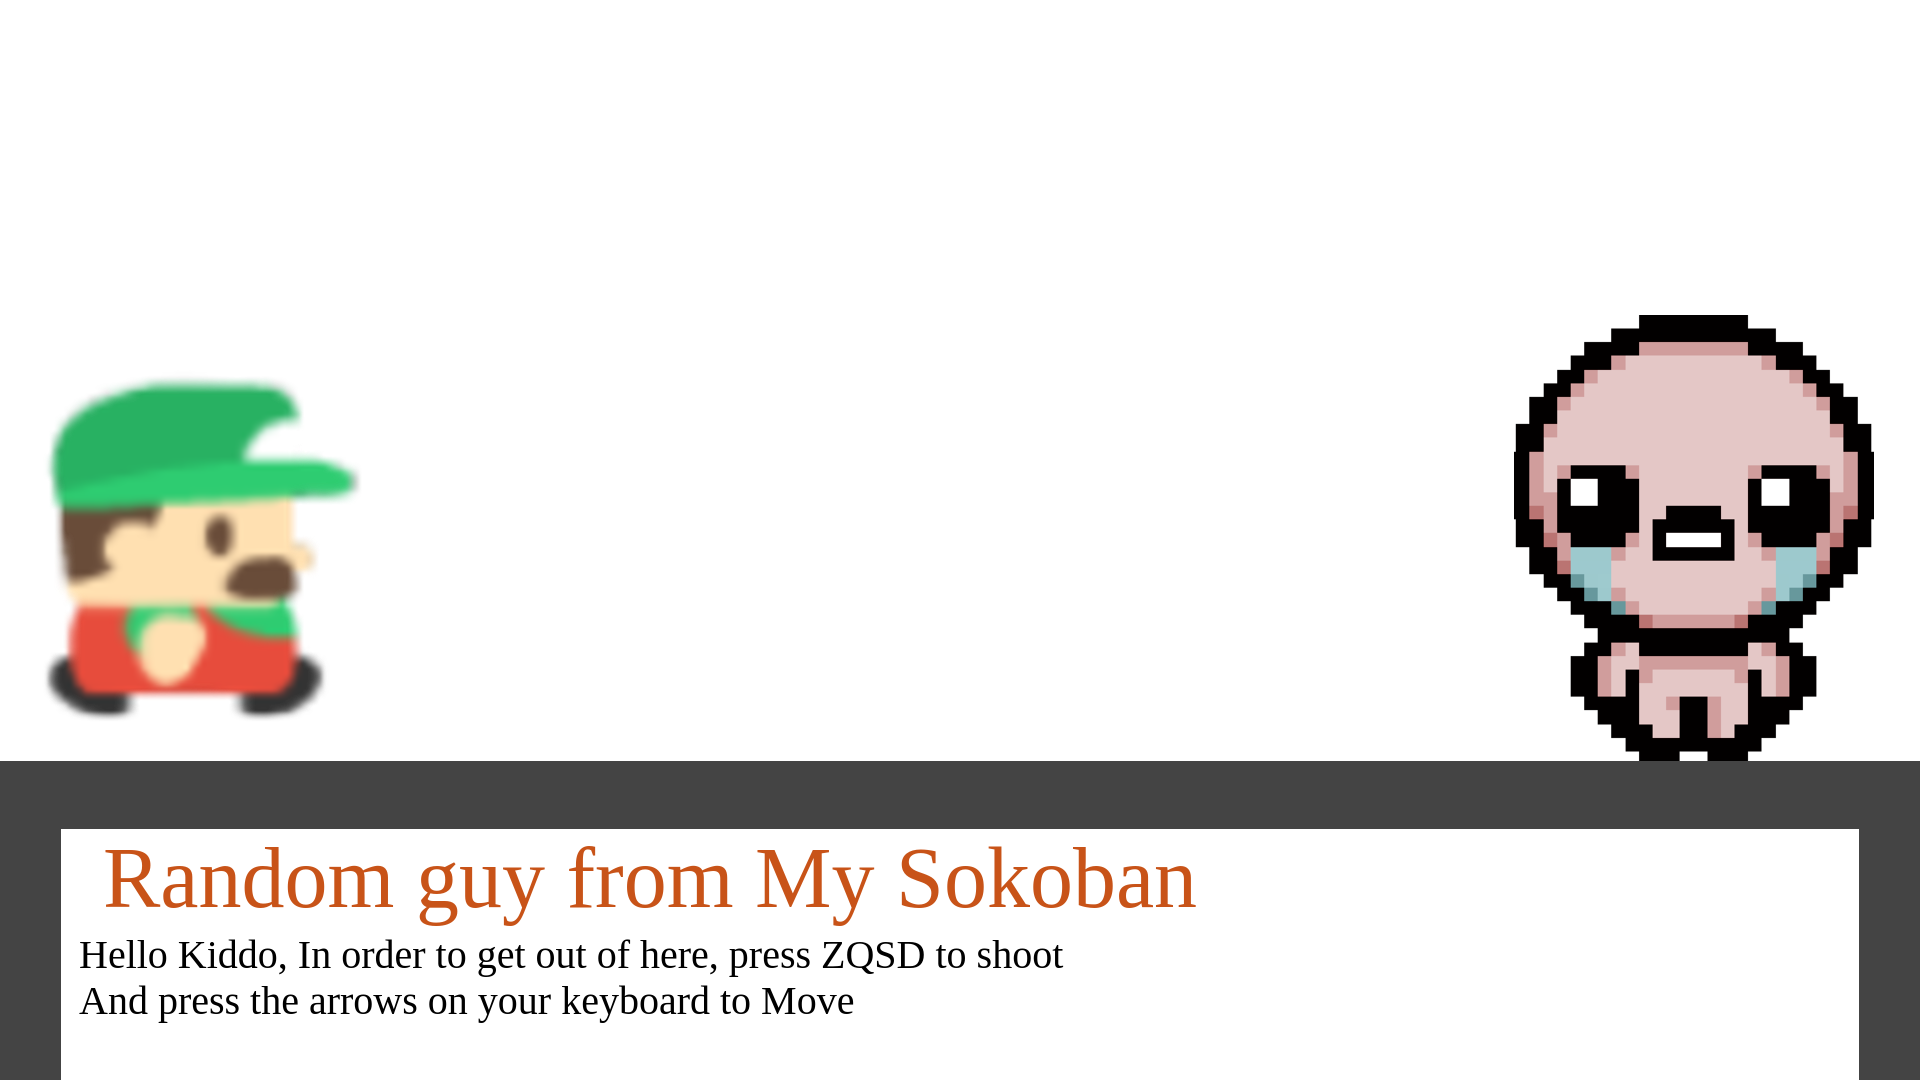 Random guy from My Sokoban
Hello Kiddo, In order to get out of here, press ZQSD to shoot
And press the arrows on your keyboard to Move